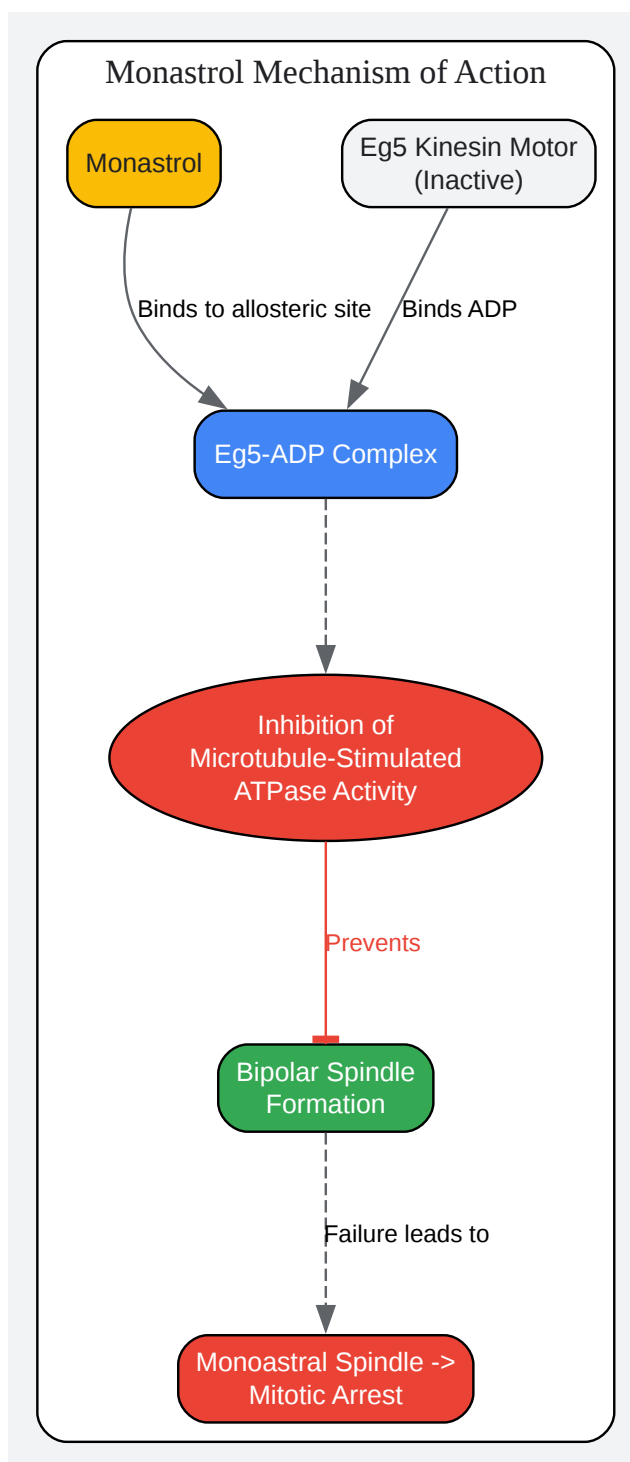 Monastrol Mechanism of Action
Monastrol
Eg5 Kinesin Motor
(Inactive)
Binds to allosteric site
Binds ADP
Eg5-ADP Complex
Inhibition of
Microtubule-Stimulated
ATPase Activity
Prevents
Bipolar Spindle
Formation
Failure leads to
Monoastral Spindle ->
Mitotic Arrest